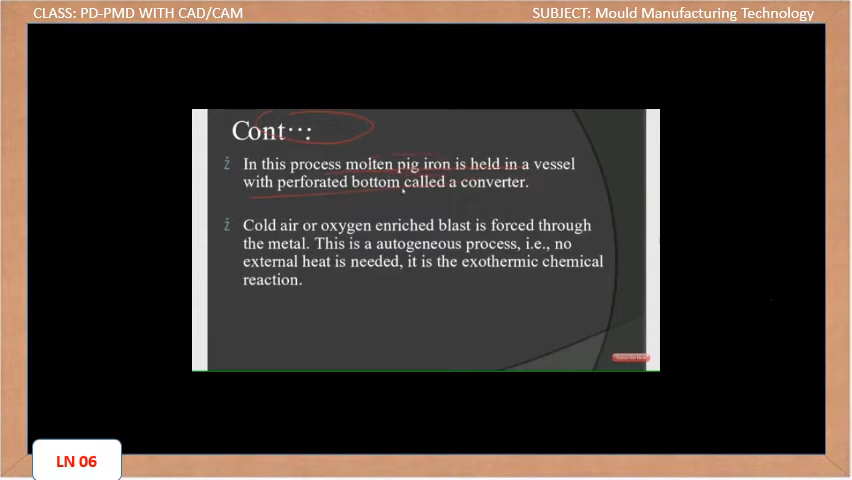 CLASS: PD-PMD WITH CAD/CAM
SUBJECT: Mould Manufacturing Technology
Cont…:
ž In this process molten pig iron is held in a vessel
with perforated bottom called a converter.
ž Cold air or oxygen enriched blast is forced through
the metal. This is a autogeneous process, i.e., no
external heat is needed, it is the exothermic chemical
reaction.
LN 06